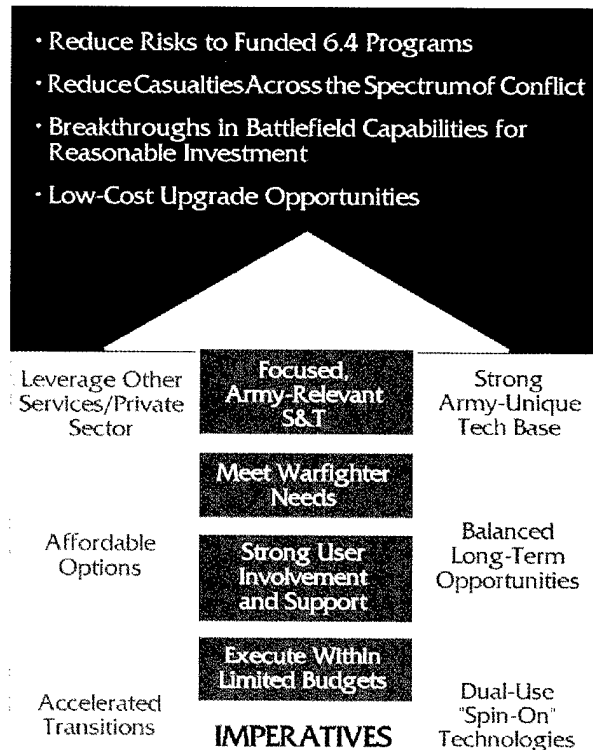 · Reduce Risks to Funded 6.4 Programs
· Reduce Casualties Across the Spectrum of Conflict
· Breakthroughs in Battlefield Capabilities for
Reasonable Investment
· Low-Cost Upgrade Opportunities
Leverage Other
Services/Private
Sector
Focused,
Army-Relevant
S&T
Strong
Army-Unique
Tech Base
Meet Warfighter
Needs
Affordable
Options
Strong User
Involvement
and Support
Balanced
Long-Term
Opportunities
Execute Within
Limited Budgets
Accelerated
Transitions
IMPERATIVES
Dual-Use
"Spin-On"
Technologies